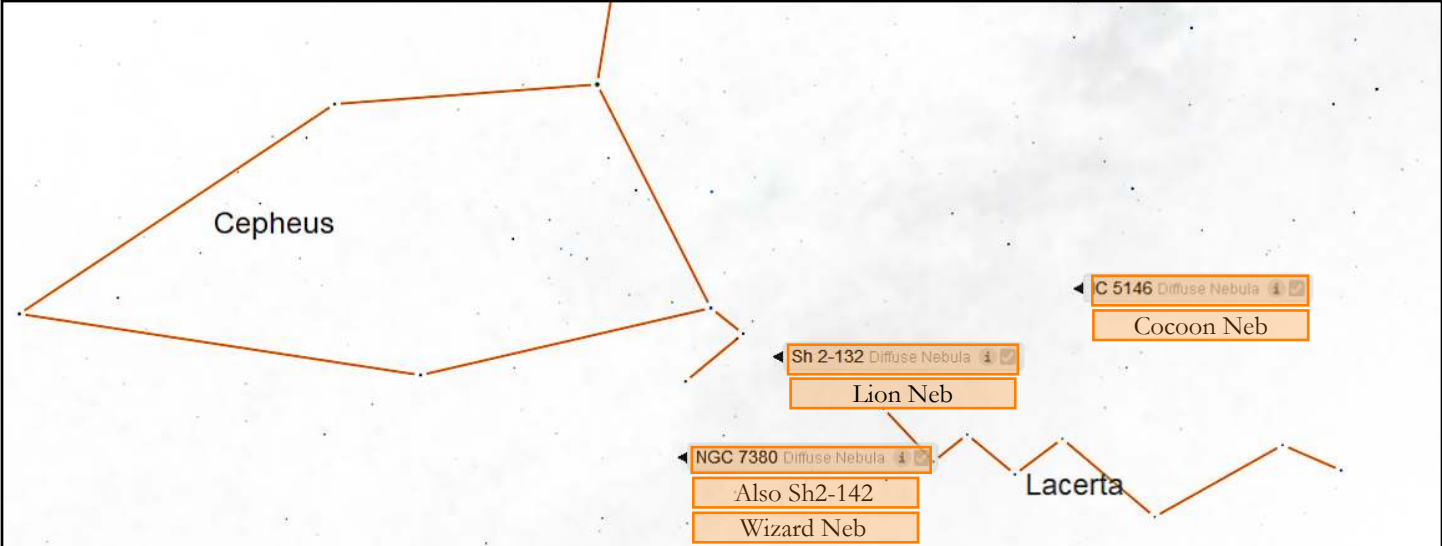 Cepheus
IC 5146 Diffuse Nebula i
Cocoon Neb
Sh 2-132 Diffuse Nebula i
Lion Neb
NGC 7380 Diffuse Nebula i
Also Sh2-142
Wizard Neb
Lacerta